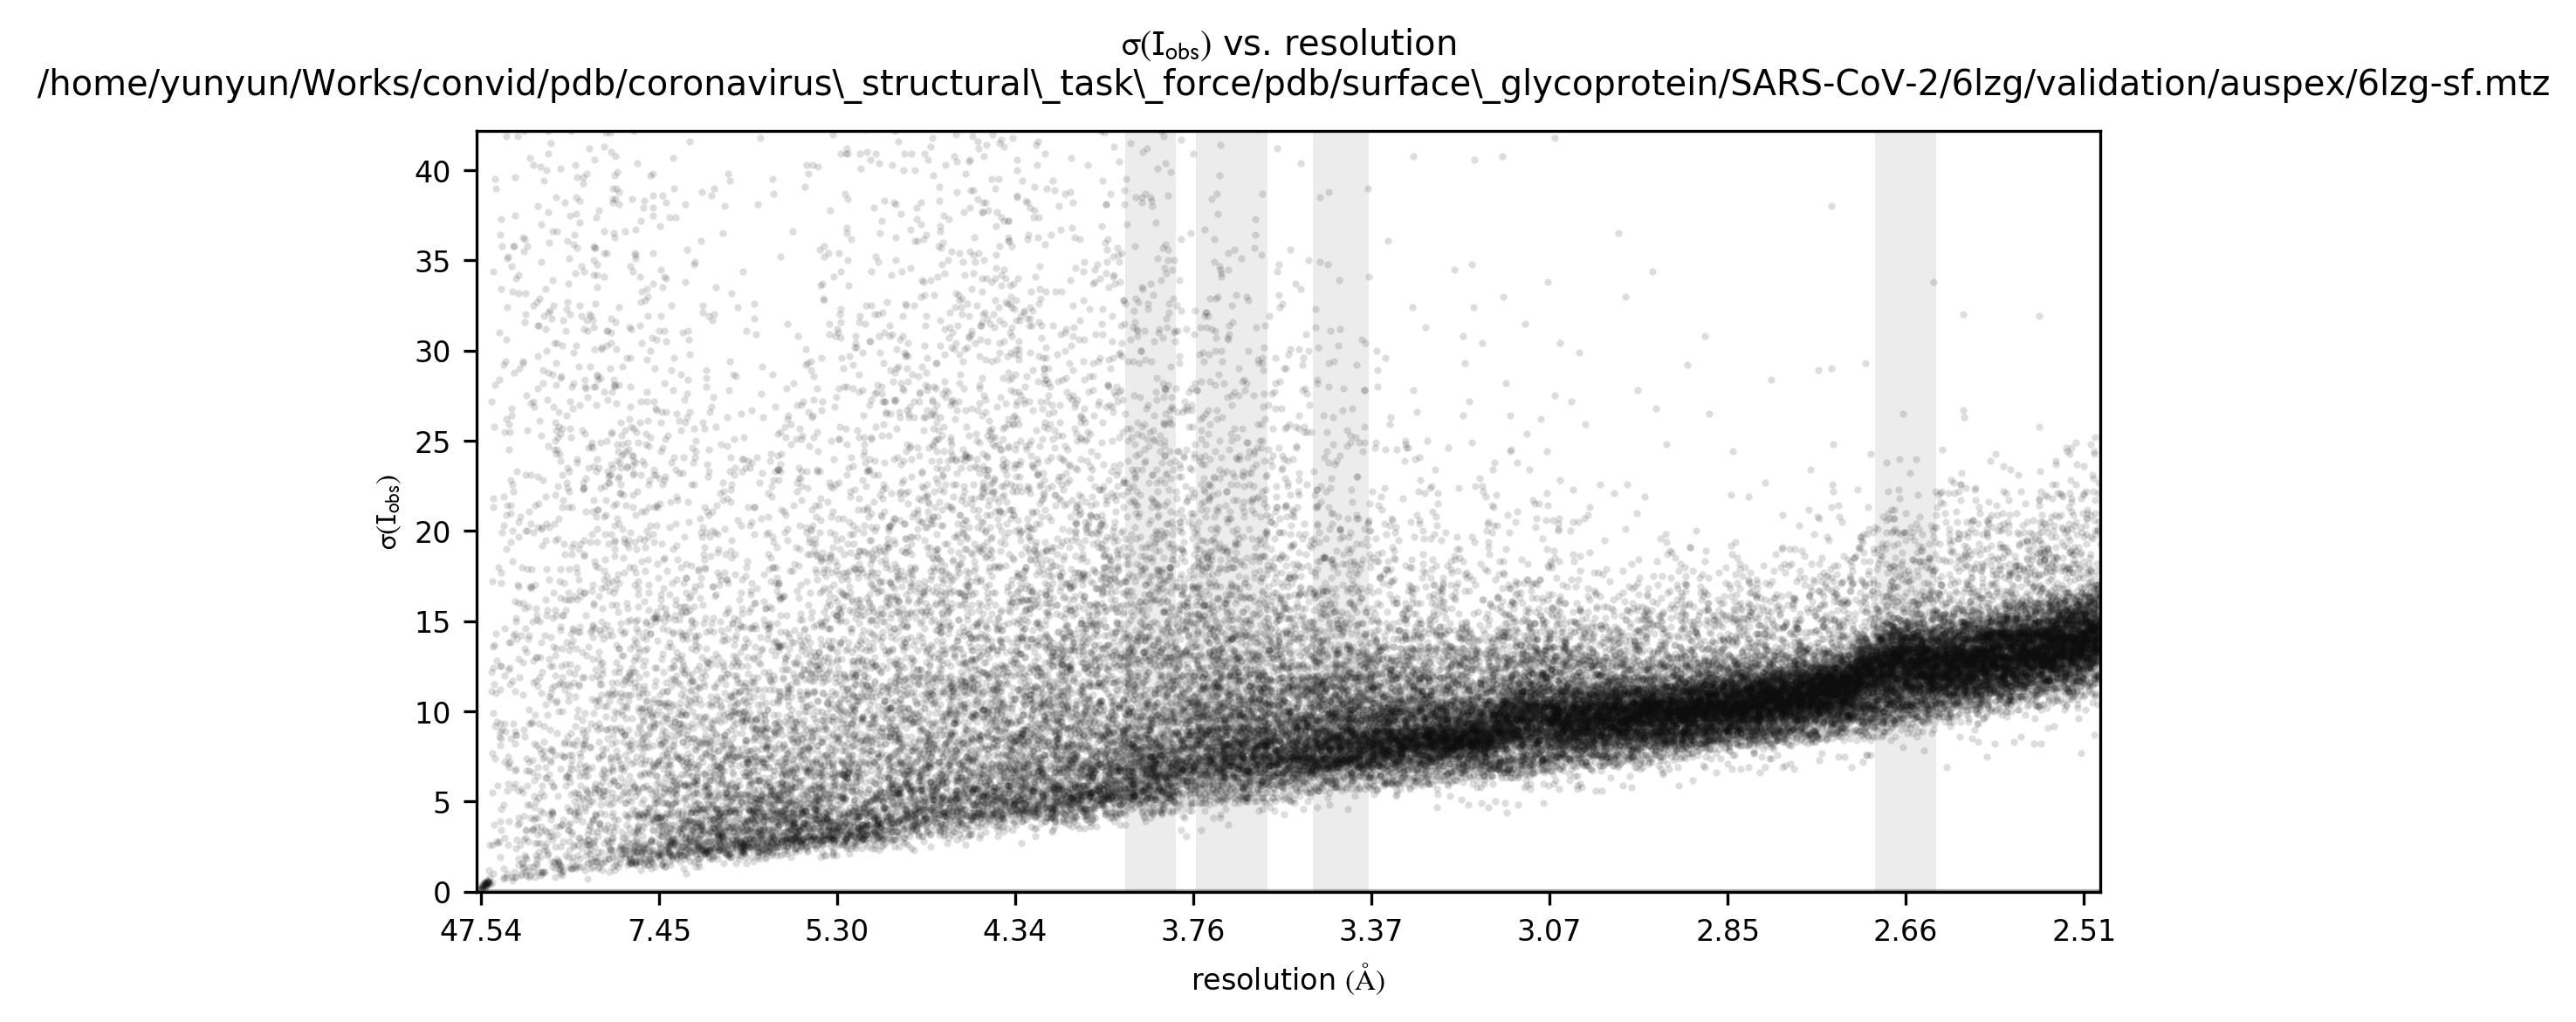 σ(I_obs) vs. resolution
/home/yunyun/Works/convid/pdb/coronavirus\_structural\_task\_force/pdb/surface\_glycoprotein/SARS-CoV-2/6lzg/validation/auspex/6lzg-sf.mtz
σ(I_obs)
40
35
30
25
20
15
10
5
0
47.54 7.45 5.30 4.34 3.76 3.37 3.07 2.85 2.66 2.51
resolution (Å)